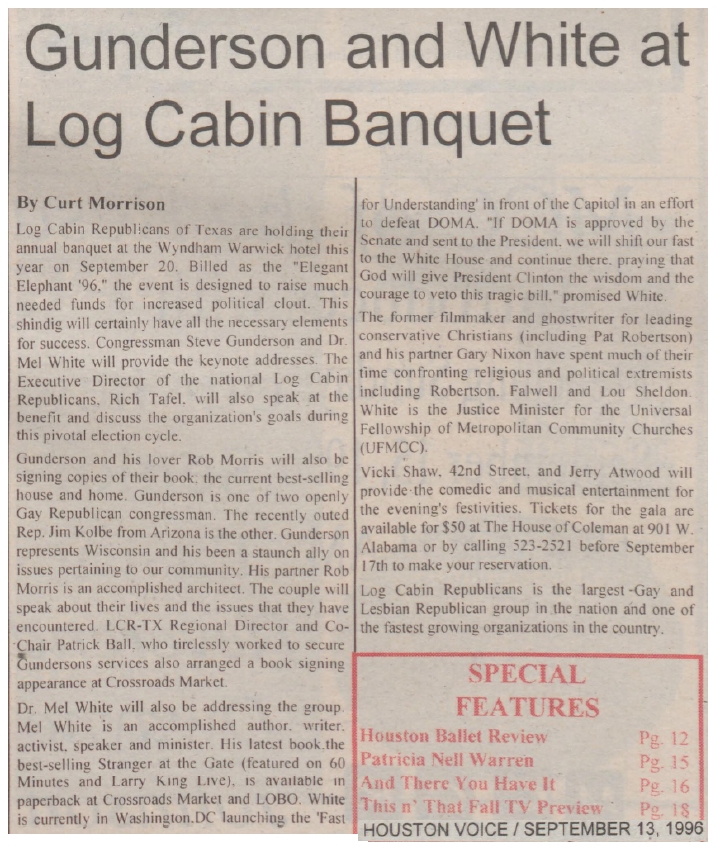 Gunderson and White at
Log Cabin Banquet
By Curt Morrison
Log Cabin Republicans of Texas are holding their
annual banquet at the Wyndham Warwick hotel this
year on September 20. Billed as the "Elegant
Elephant '96," the event is designed to raise much
needed funds for increased political clout. This
shindig will certainly have all the necessary elements
for success. Congressman Steve Gunderson and Dr.
Mel White will provide the keynote addresses. The
Executive Director of the national Log Cabin
Republicans, Rich Tafel, will also speak at the
benefit and discuss the organization's goals during
this pivotal election cycle.
Gunderson and his lover Rob Morris will also be
signing copies of their book; the current best-selling
house and home. Gunderson is one of two openly
Gay Republican congressman. The recently outed
Rep. Jim Kolbe from Arizona is the other. Gunderson
represents Wisconsin and his been a staunch ally on
issues pertaining to our community. His partner Rob
Morris is an accomplished architect. The couple will
speak about their lives and the issues that they have
encountered. LCR-TX Regional Director and Co-
Chair Patrick Ball, who tirelessly worked to secure
Gundersons services also arranged a book signing
appearance at Crossroads Market.
Dr. Mel White will also be addressing the group.
Mel White is an accomplished author, writer,
activist, speaker and minister. His latest book,the
best-selling Stranger at the Gate (featured on 60
Minutes and Larry King Live), is available in
paperback at Crossroads Market and LOBO. White
is currently in Washington,DC launching the 'Fast
for Understanding' in front of the Capitol in an effort
to defeat DOMA. "If DOMA is approved by the
Senate and sent to the President, we will shift our fast
to the White House and continue there, praying that
God will give President Clinton the wisdom and the
courage to veto this tragic bill," promised White.
The former filmmaker and ghostwriter for leading
conservative Christians (including Pat Robertson)
and his partner Gary Nixon have spent much of their
time confronting religious and political extremists
including Robertson, Falwell and Lou Sheldon.
White is the Justice Minister for the Universal
Fellowship of Metropolitan Community Churches
(UFMCC).
Vicki Shaw, 42nd Street, and Jerry Atwood will
provide the comedic and musical entertainment for
the evening's festivities. Tickets for the gala are
available for $50 at The House of Coleman at 901 W.
Alabama or by calling 523-2521 before September
17th to make your reservation.
Log Cabin Republicans is the largest -Gay and
Lesbian Republican group in the nation and one of
the fastest growing organizations in the country.
SPECIAL
FEATURES
Houston Ballet Review Pg. 12
Patricia Nell Warren Pg. 15
And There You Have It Pg. 16
This n' That Fall TV Preview Pg. 18
HOUSTON VOICE / SEPTEMBER 13, 1996